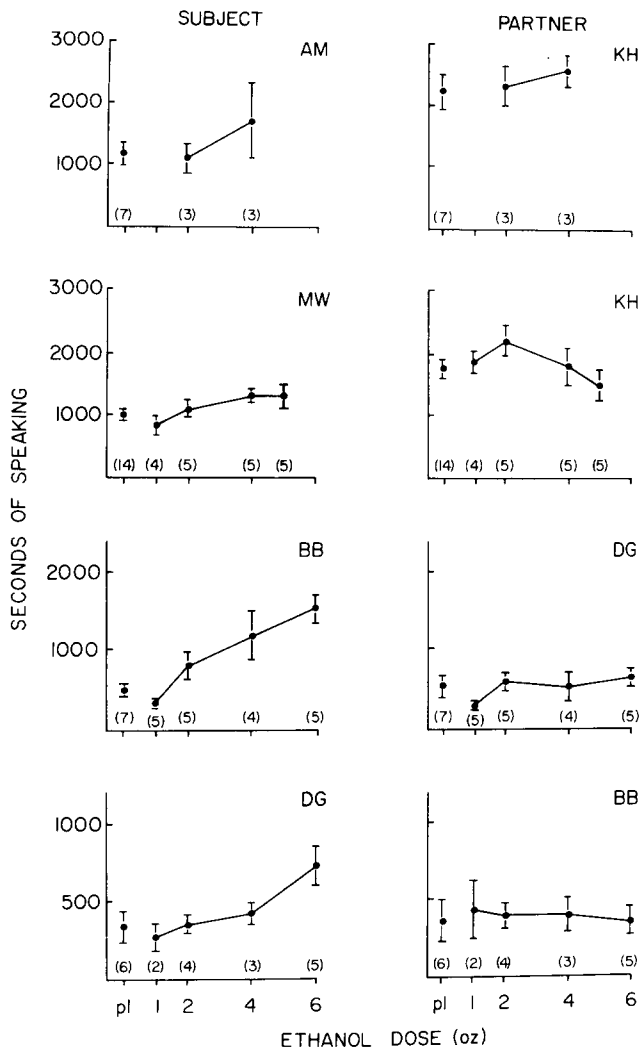 SUBJECT PARTNER
3000 AM KH
2000
1000
(7) (3) (3) (7) (3) (3)
3000 MW KH
2000
1000
(14) (4) (5) (5) (5) (14) (4) (5) (5) (5)
SECONDS OF SPEAKING
BB DG
2000
1000
(7) (5) (5) (4) (5) (7) (5) (5) (4) (5)
DG BB
1000
500
(6) (2) (4) (3) (5) (6) (2) (4) (3) (5)
pl 1 2 4 6 pl 1 2 4 6
ETHANOL DOSE (oz)